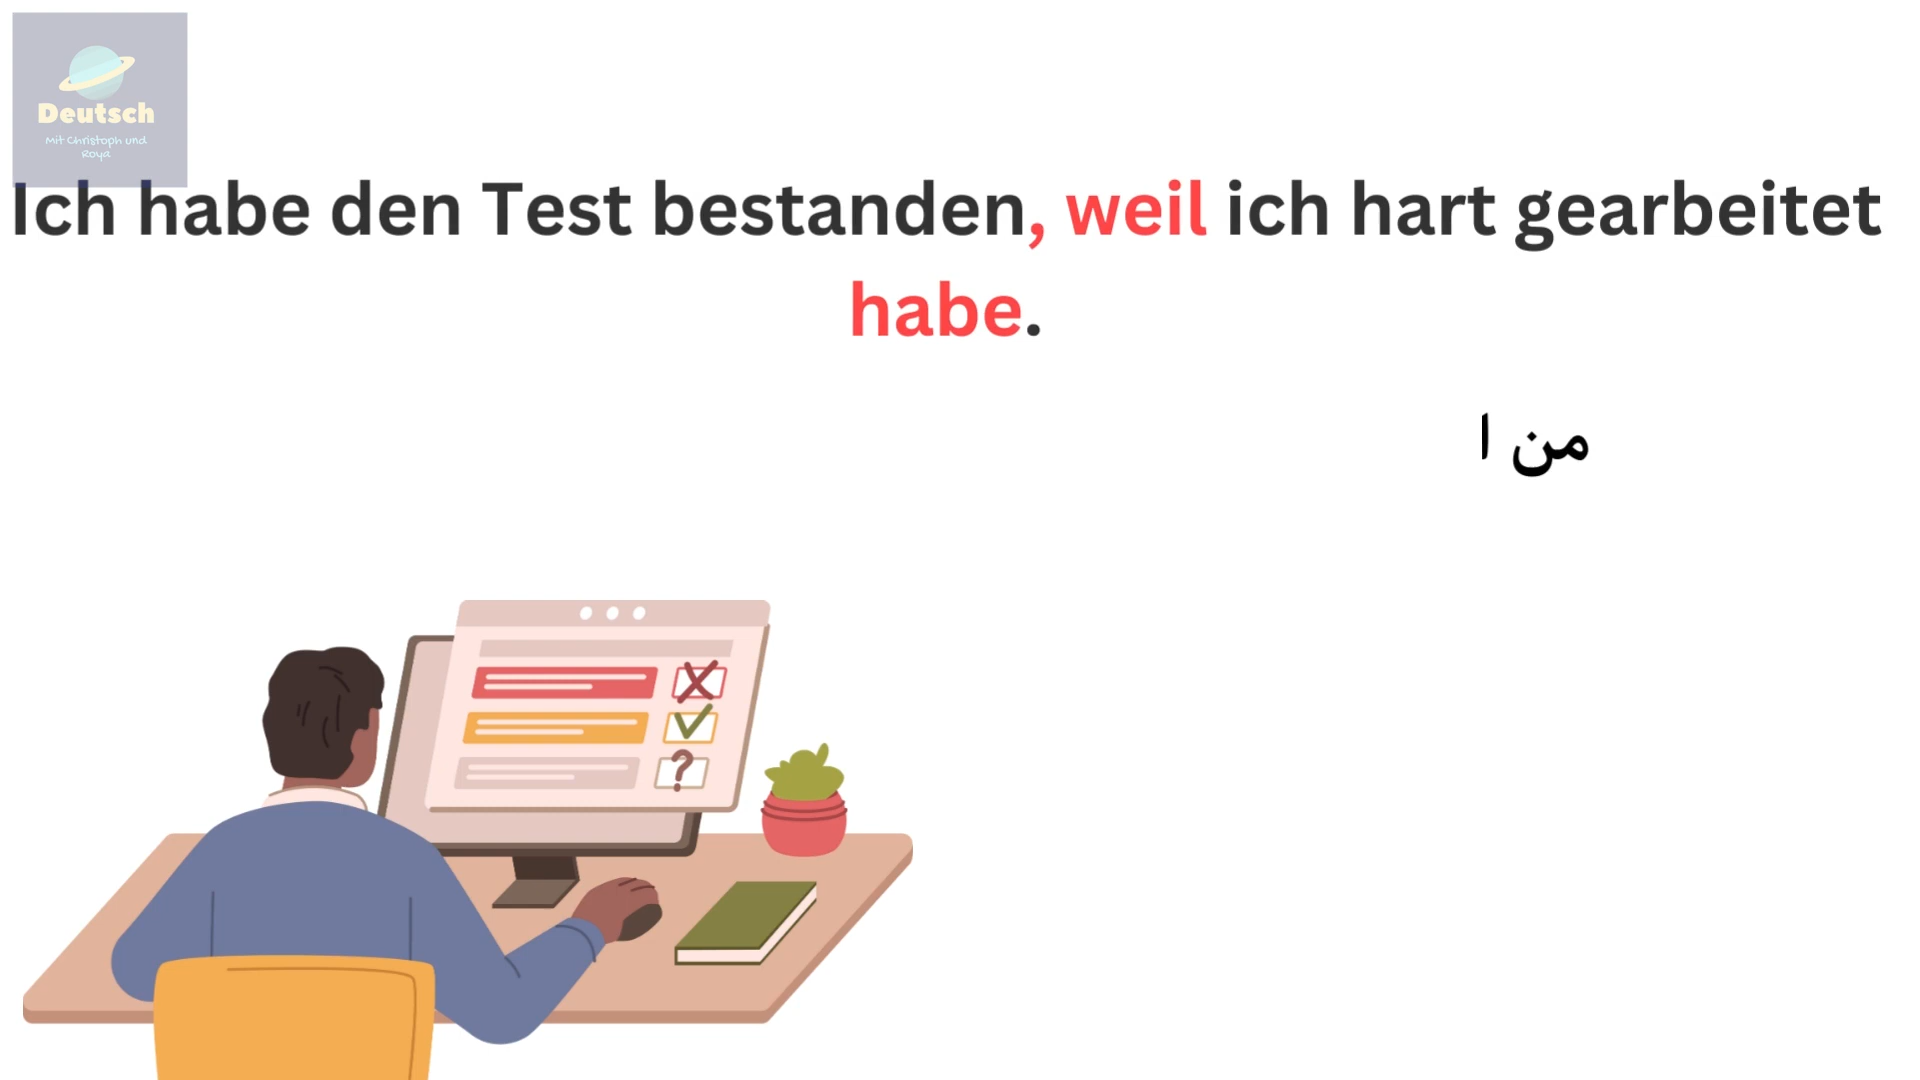 Deutsch
Mit Christoph und
Roya
Ich habe den Test bestanden, weil ich hart gearbeitet
habe.
من ا